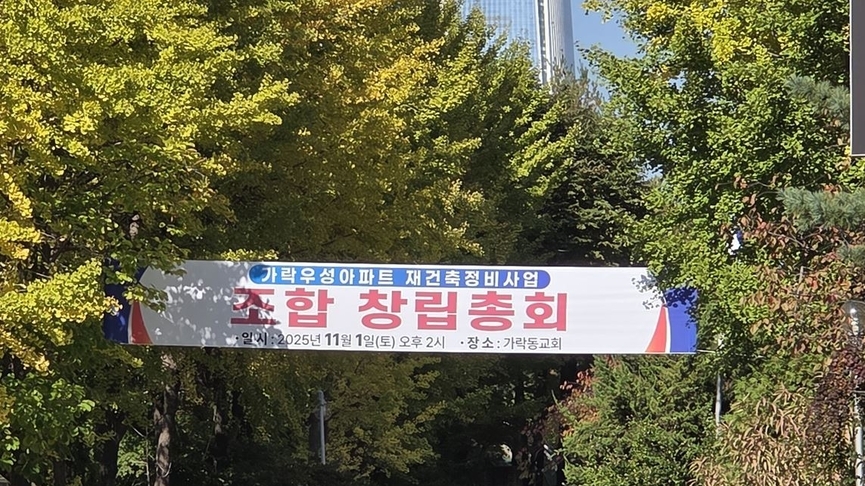 가락우성아파트 재건축정비사업
조합 창립총회
·일시 : 2025년 11월 1일(토) 오후 2시 ·장소 : 가락동교회